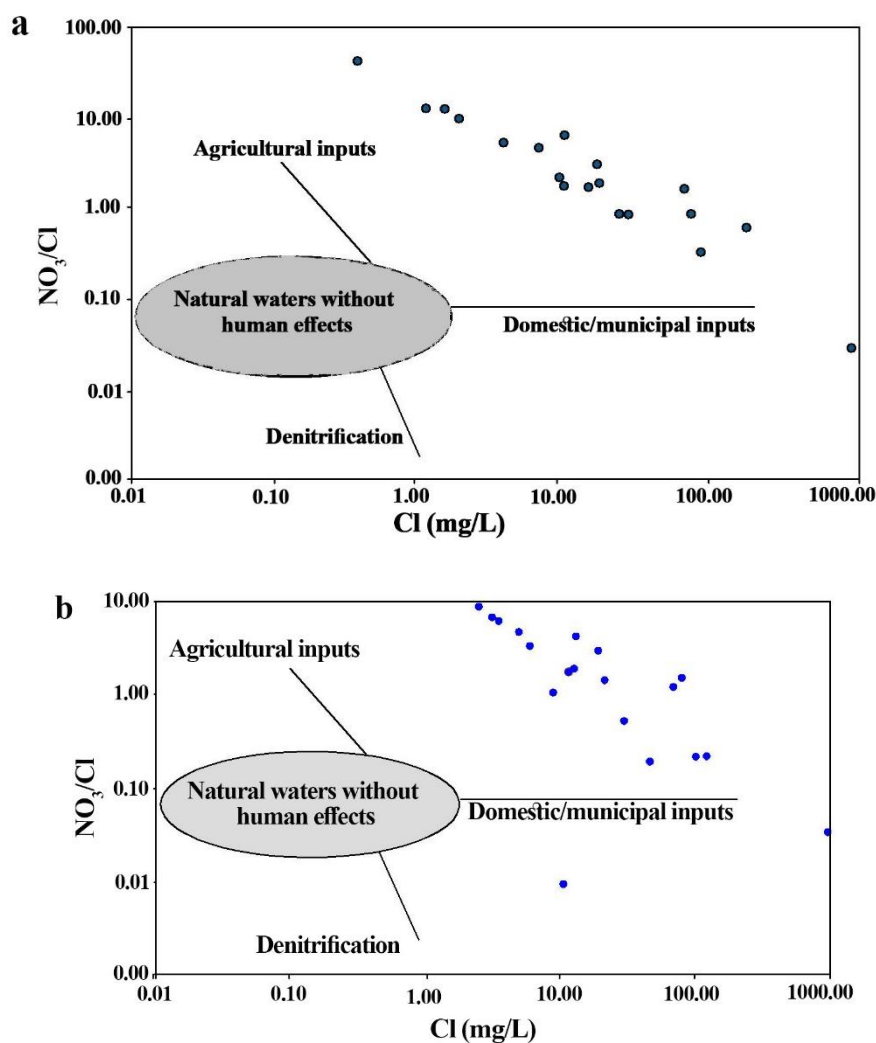 a
100.00
10.00
1.00
0.10
0.01
0.00
NO3/Cl
Agricultural inputs
Natural waters without
human effects
Domestic/municipal inputs
Denitrification
0.01
0.10
1.00
10.00
100.00
1000.00
Cl (mg/L)
b
10.00
1.00
0.10
0.01
0.00
NO3/Cl
Agricultural inputs
Natural waters without
human effects
Domestic/municipal inputs
Denitrification
0.01
0.10
1.00
10.00
100.00
1000.00
Cl (mg/L)